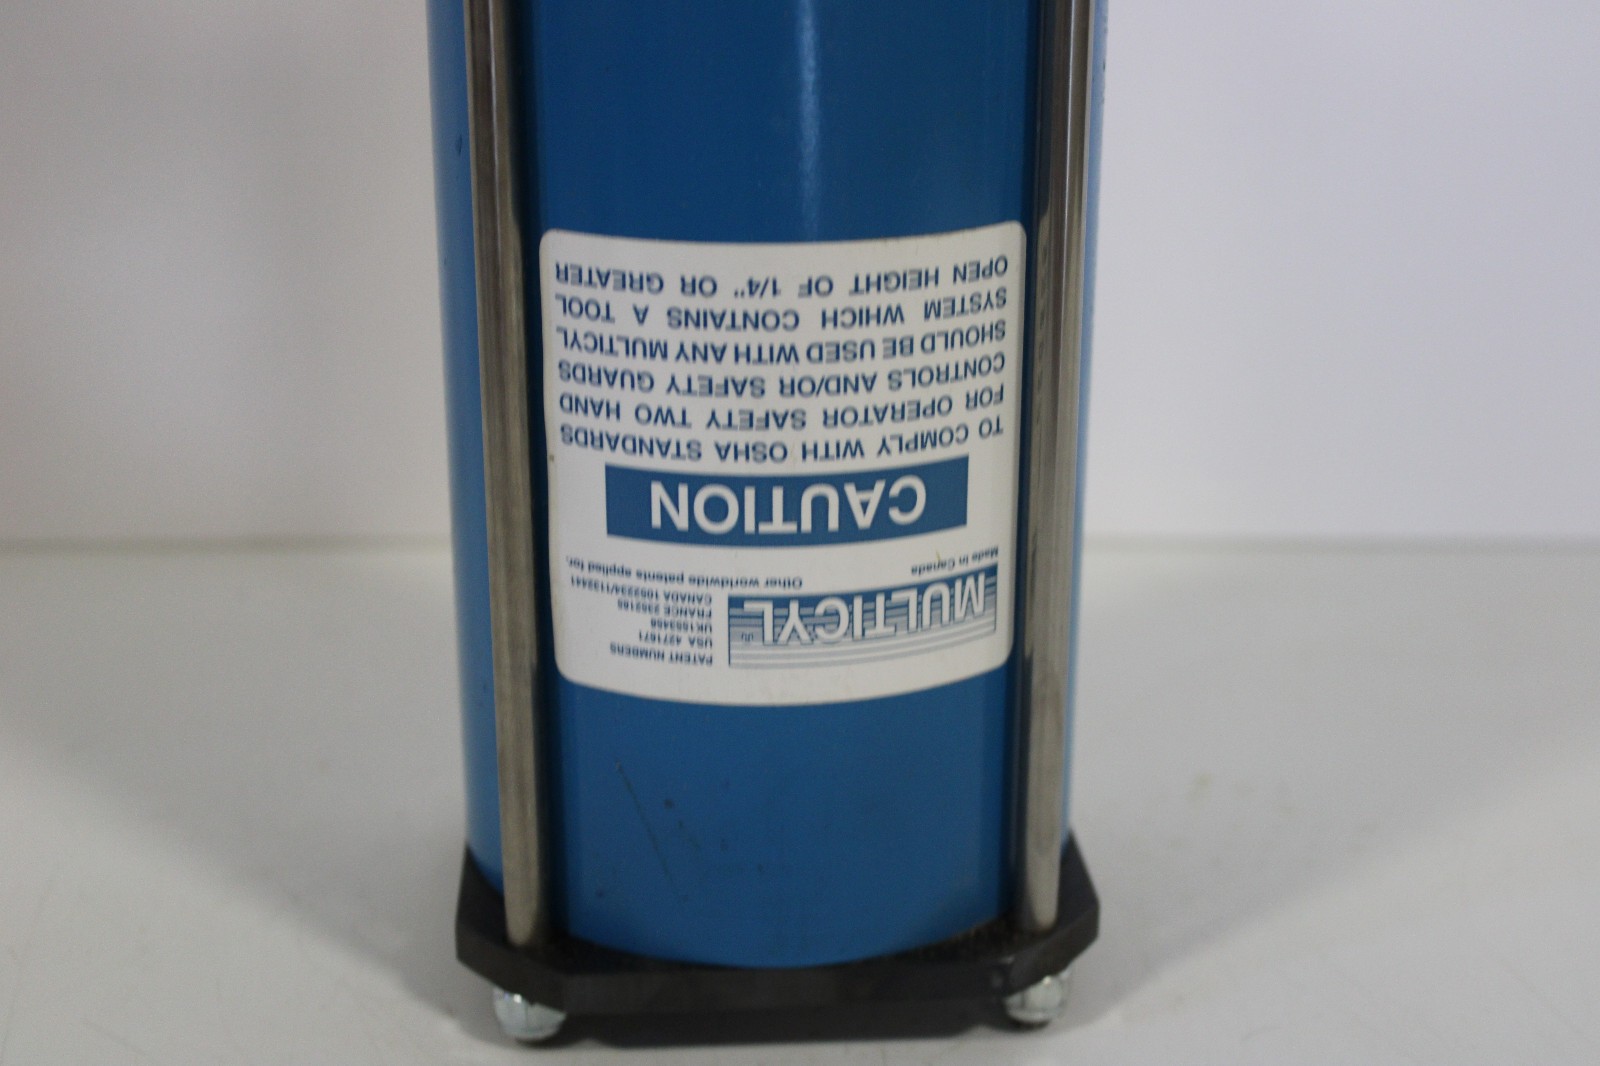 MULTICYL
Made in Canada
PATENT NUMBERS
USA 4271671
UK1553456
FRANCE 2352165
CANADA 1052234/1132441
Other worldwide patents applied for.
CAUTION
TO COMPLY WITH OSHA STANDARDS
FOR OPERATOR SAFETY TWO HAND
CONTROLS AND/OR SAFETY GUARDS
SHOULD BE USED WITH ANY MULTICYL
SYSTEM WHICH CONTAINS A TOOL
OPEN HEIGHT OF 1/4" OR GREATER